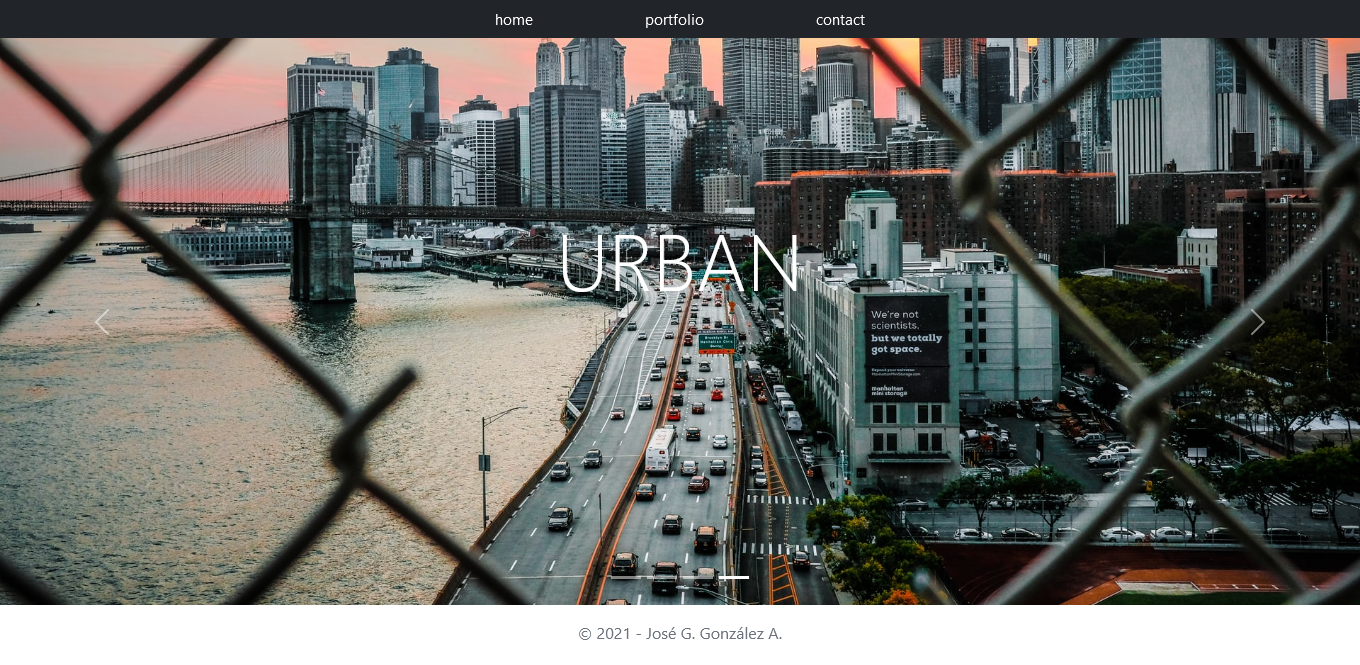 home portfolio contact
URBAN
We're not
scientists,
but we totally
got space.
manhattan
mini storage
© 2021 - José G. González A.